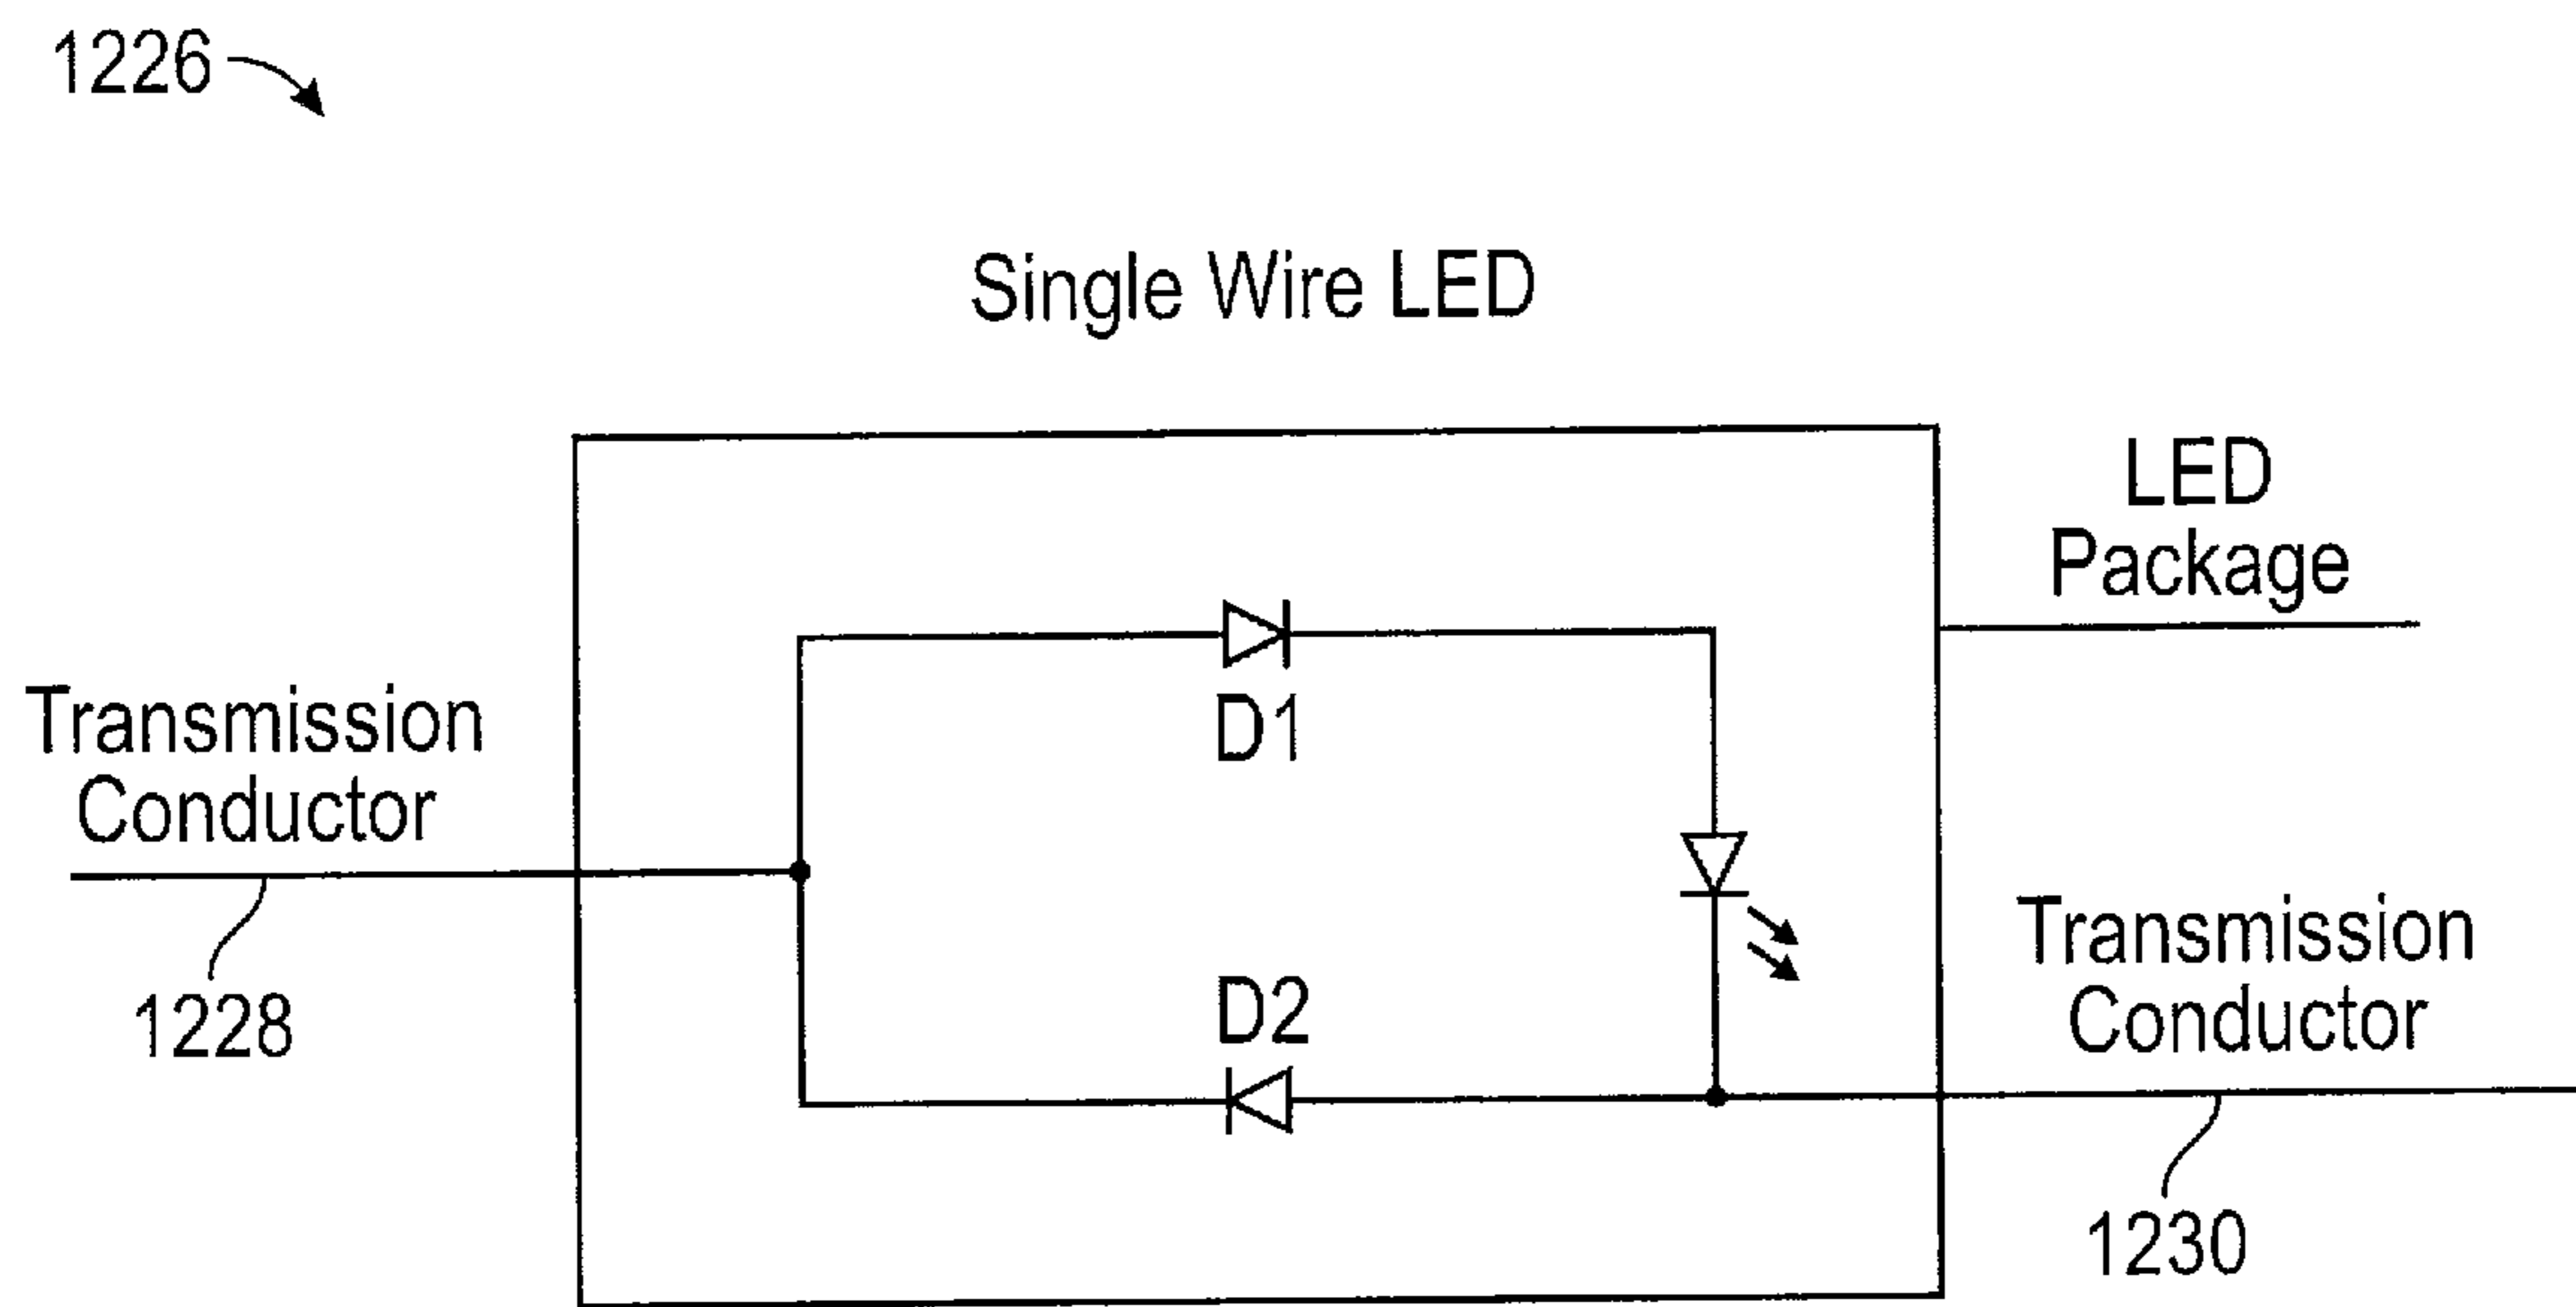 1226
Single Wire LED
LED
Package
Transmission
Conductor
D1
Transmission
Conductor
D2
1228
1230